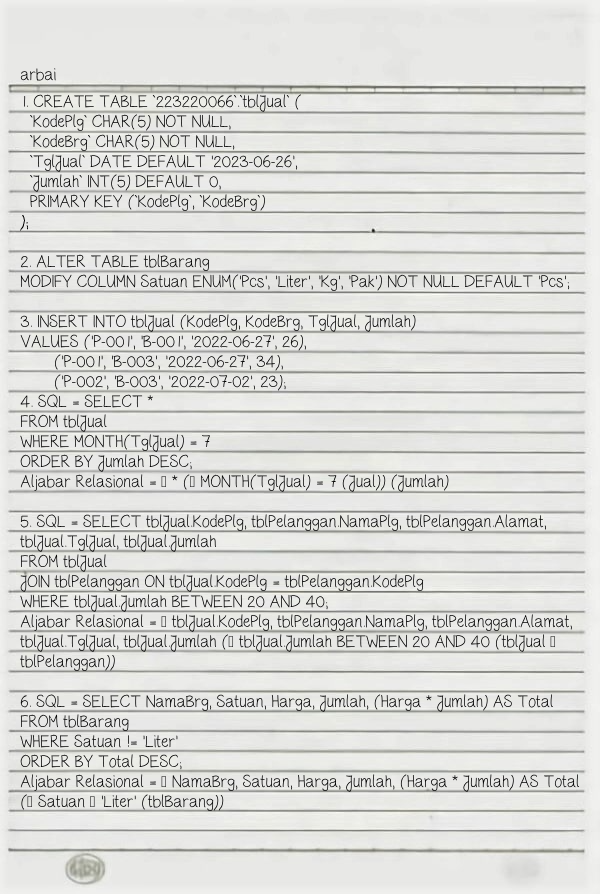 arbai
1. CREATE TABLE `223220066`.`tblJual` (
`KodePlg` CHAR(5) NOT NULL,
`KodeBrg` CHAR(5) NOT NULL,
`TglJual` DATE DEFAULT '2023-06-26',
`Jumlah` INT(5) DEFAULT 0,
PRIMARY KEY (`KodePlg`, `KodeBrg`)
);
2. ALTER TABLE tblBarang
MODIFY COLUMN Satuan ENUM('Pcs', 'Liter', 'Kg', 'Pak') NOT NULL DEFAULT 'Pcs';
3. INSERT INTO tblJual (KodePlg, KodeBrg, TglJual, Jumlah)
VALUES ('P-001', 'B-001', '2022-06-27', 26),
('P-001', 'B-003', '2022-06-27', 34),
('P-002', 'B-003', '2022-07-02', 23);
4. SQL = SELECT *
FROM tblJual
WHERE MONTH(TglJual) = 7
ORDER BY Jumlah DESC;
Aljabar Relasional = ▯ * (▯ MONTH(TglJual) = 7 (Jual)) (Jumlah)
5. SQL = SELECT tblJual.KodePlg, tblPelanggan.NamaPlg, tblPelanggan.Alamat,
tblJual.TglJual, tblJual.Jumlah
FROM tblJual
JOIN tblPelanggan ON tblJual.KodePlg = tblPelanggan.KodePlg
WHERE tblJual.Jumlah BETWEEN 20 AND 40;
Aljabar Relasional = ▯ tblJual.KodePlg, tblPelanggan.NamaPlg, tblPelanggan.Alamat,
tblJual.TglJual, tblJual.Jumlah (▯ tblJual.Jumlah BETWEEN 20 AND 40 (tblJual ▯
tblPelanggan))
6. SQL = SELECT NamaBrg, Satuan, Harga, Jumlah, (Harga * Jumlah) AS Total
FROM tblBarang
WHERE Satuan != 'Liter'
ORDER BY Total DESC;
Aljabar Relasional = ▯ NamaBrg, Satuan, Harga, Jumlah, (Harga * Jumlah) AS Total
(▯ Satuan ▯ 'Liter' (tblBarang))